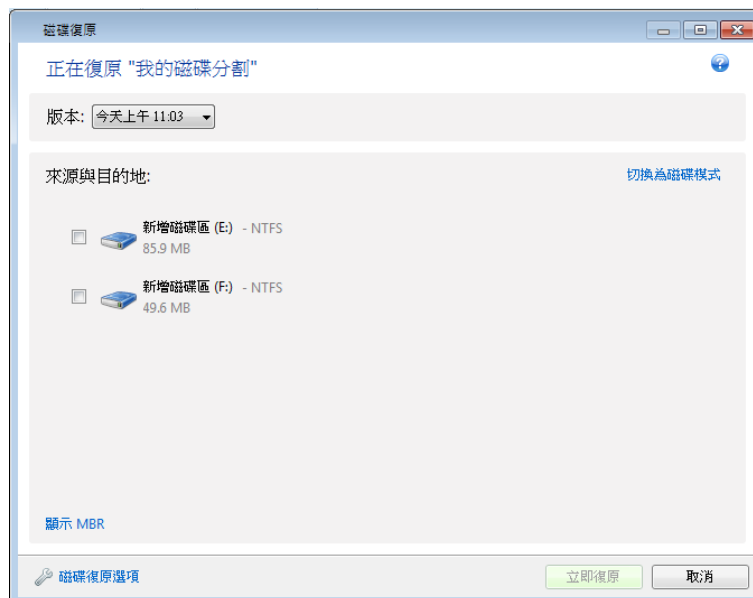 磁碟復原
正在復原 "我的磁碟分割"
版本: 今天上午 11:03
來源與目的地:
切換為磁碟模式
新增磁碟區 (E:) - NTFS
85.9 MB
新增磁碟區 (F:) - NTFS
49.6 MB
顯示 MBR
磁碟復原選項
立即復原
取消